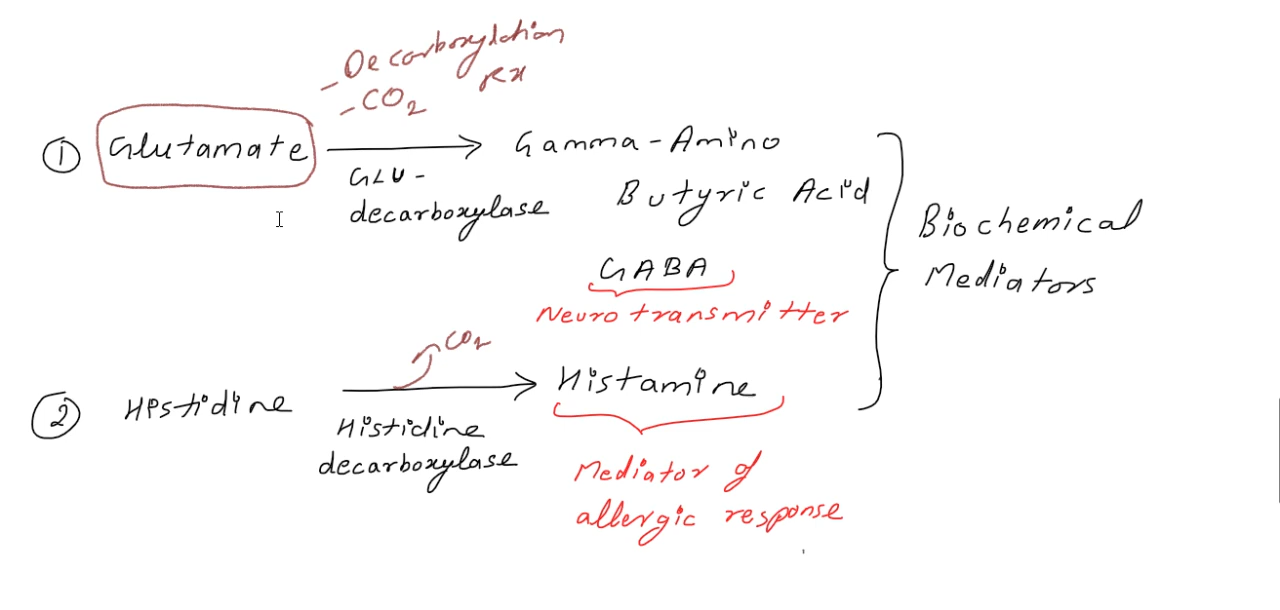 -Decarboxylation
Rx
-CO2
① Glutamate
GLU-
decarboxylase
Gamma-Amino
Butyric Acid
GABA
Neurotransmitter
Biochemical
Mediators
CO2
② Histidine
Histidine
decarboxylase
Histamine
Mediator of
allergic response